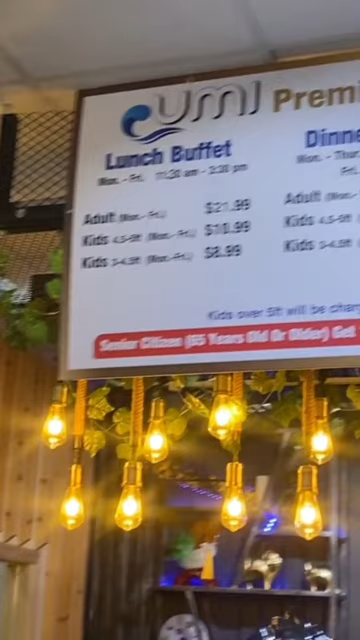 UMI Premi
Lunch Buffet
Mon. - Fri. 11:30 am - 3:30 pm
Adult (Mon.- Fri.) $21.99
Kids 4.5-5ft (Mon.- Fri.) $10.99
Kids 3-4.5ft (Mon.-Fri.) $8.99
Dinne
Mon. - Thur
Fri.
Adult (Mon.-
Kids 4.5-5ft
Kids 3-4.5ft
Kids over 5ft will be char
Senior Citizen (65 Years Old Or Older) Get